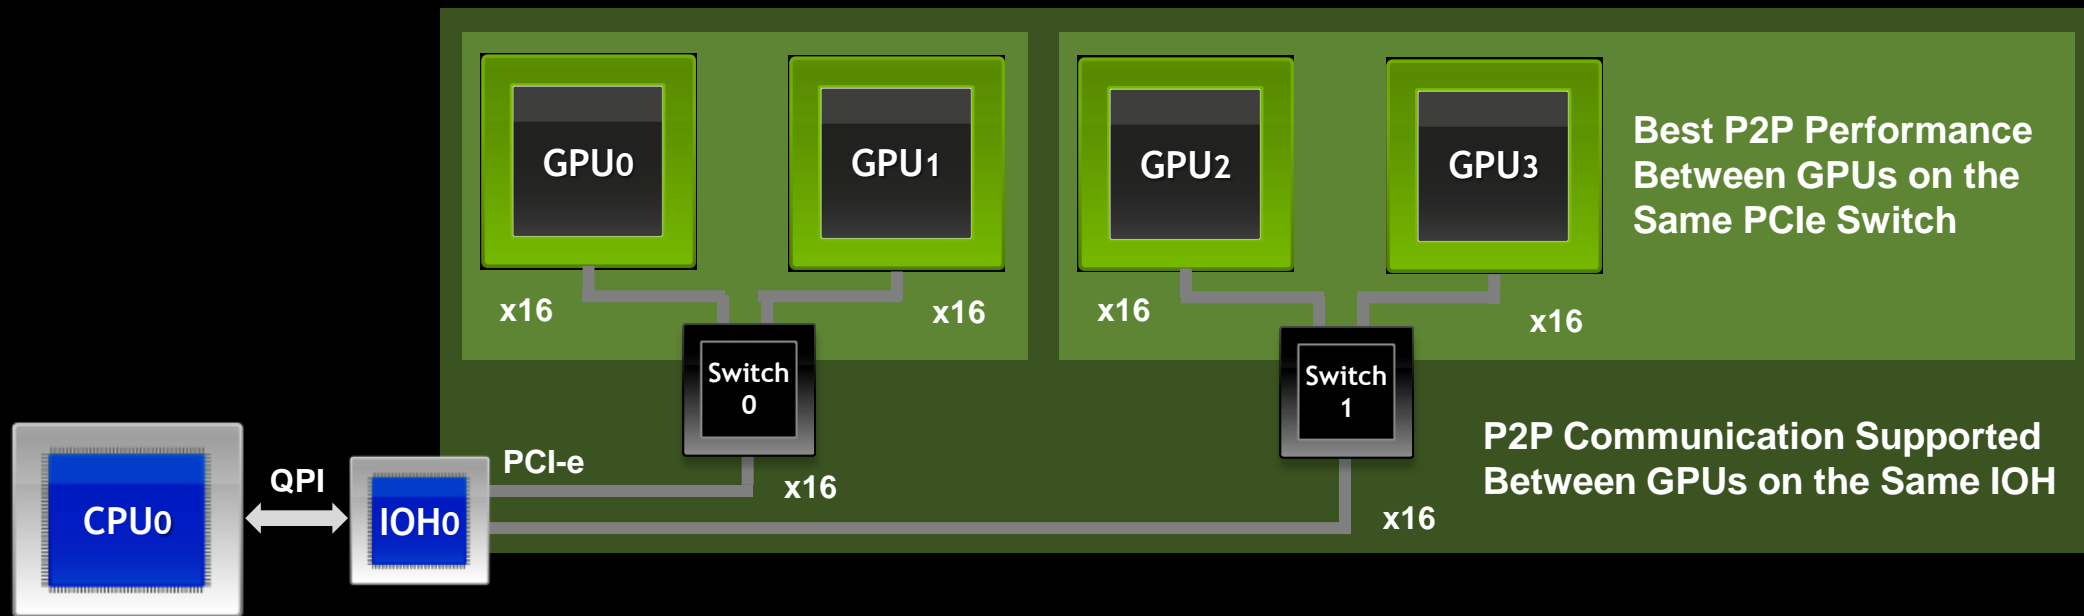 GPU0
GPU1
GPU2
GPU3
Best P2P Performance
Between GPUs on the
Same PCIe Switch
x16
x16
x16
x16
Switch
0
Switch
1
P2P Communication Supported
Between GPUs on the Same IOH
PCI-e
x16
x16
QPI
CPU0
IOH0